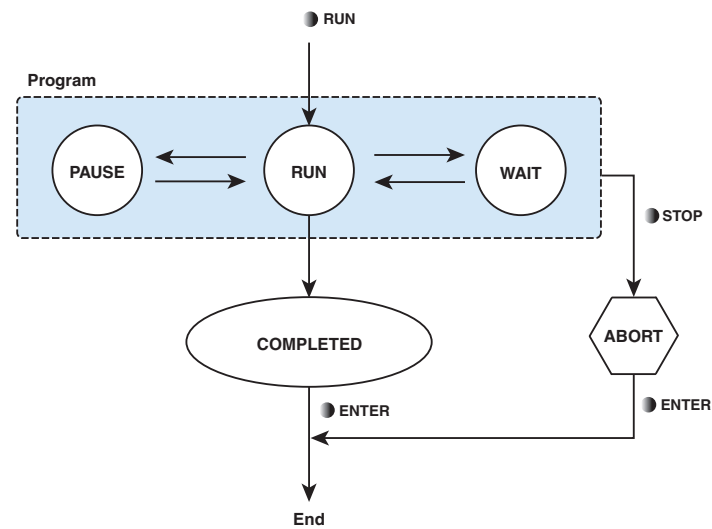 RUN
Program
PAUSE
RUN
WAIT
STOP
COMPLETED
ABORT
ENTER
ENTER
End